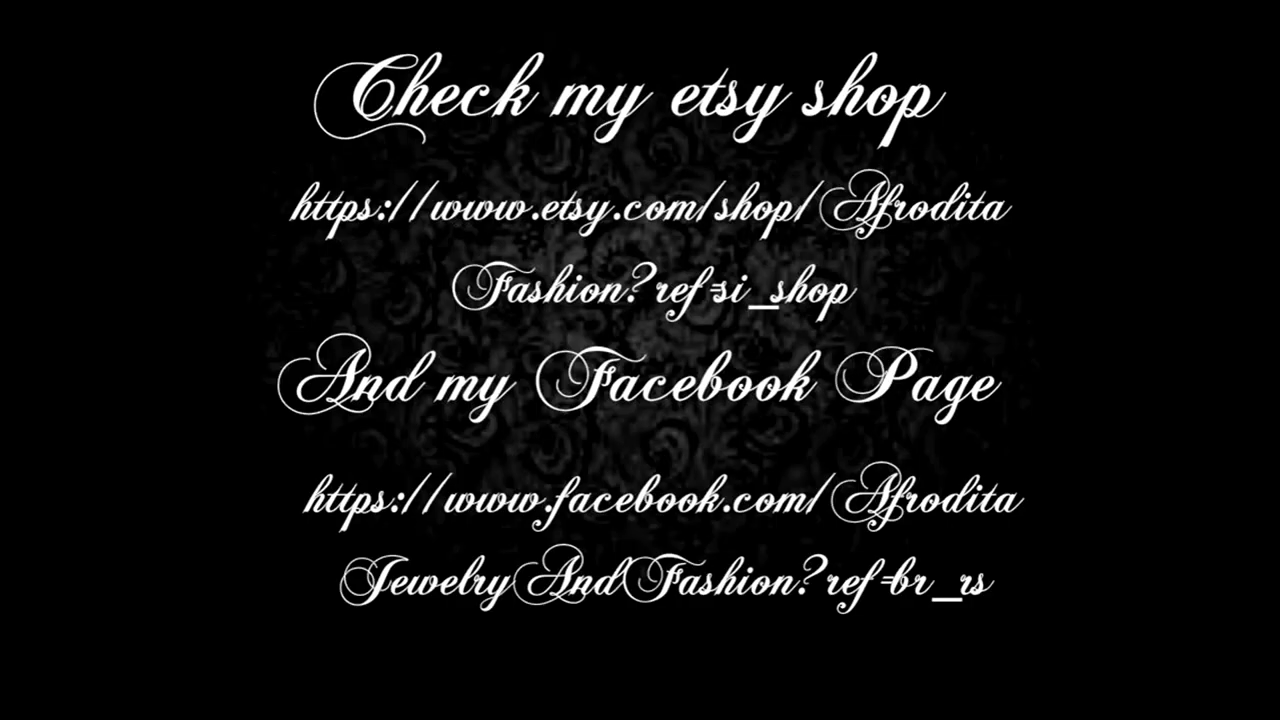 Check my etsy shop
https://www.etsy.com/shop/Afrodita
Fashion?ref=si_shop
And my Facebook Page
https://www.facebook.com/Afrodita
JewelryAndFashion?ref=br_rs